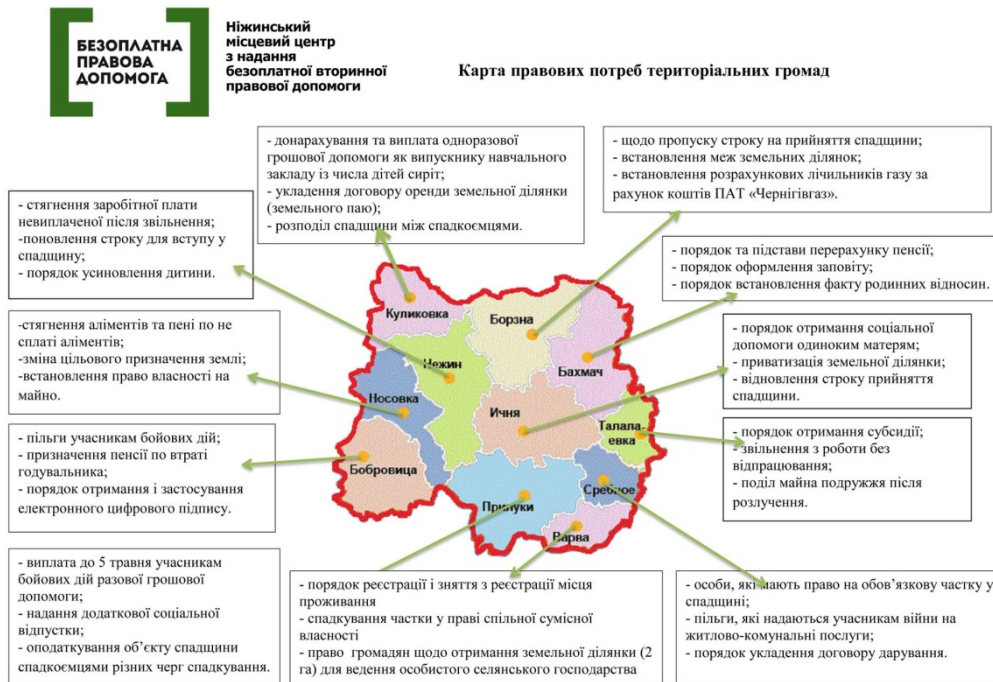 БЕЗОПЛАТНА
ПРАВОВА
ДОПОМОГА
Ніжинський
місцевий центр
з надання
безоплатної вторинної
правової допомоги
Карта правових потреб територіальних громад
- донарахування та виплата одноразової
грошової допомоги як випускнику навчального
закладу із числа дітей сиріт;
- укладення договору оренди земельної ділянки
(земельного паю);
- розподіл спадщини між спадкоємцями.
- щодо пропуску строку на прийняття спадщини;
- встановлення меж земельних ділянок;
- встановлення розрахункових лічильників газу за
рахунок коштів ПАТ «Чернігівгаз».
- стягнення заробітної плати
невиплаченої після звільнення;
-поновлення строку для вступу у
спадщину;
- порядок усиновлення дитини.
- порядок та підстави перерахунку пенсії;
- порядок оформлення заповіту;
- порядок встановлення факту родинних відносин.
-стягнення аліментів та пені по не
сплаті аліментів;
-зміна цільового призначення землі;
-встановлення право власності на
майно.
- порядок отримання соціальної
допомоги одиноким матерям;
- приватизація земельної ділянки;
- відновлення строку прийняття
спадщини.
- пільги учасникам бойових дій;
- призначення пенсії по втраті
годувальника;
- порядок отримання і застосування
електронного цифрового підпису.
- порядок отримання субсидії;
- звільнення з роботи без
відпрацювання;
- поділ майна подружжя після
розлучення.
Куликовка
Борзна
Нежин
Бахмач
Носовка
Ичня
Талала-
евка
Бобровица
Сребное
Прилуки
Варва
- виплата до 5 травня учасникам
бойових дій разової грошової
допомоги;
- надання додаткової соціальної
відпустки;
- оподаткування об’єкту спадщини
спадкоємцями різних черг спадкування.
- порядок реєстрації і зняття з реєстрації місця
проживання
- спадкування частки у праві спільної сумісної
власності
- право громадян щодо отримання земельної ділянки (2
га) для ведення особистого селянського господарства
- особи, які мають право на обов’язкову частку у
спадщині;
- пільги, які надаються учасникам війни на
житлово-комунальні послуги;
- порядок укладення договору дарування.